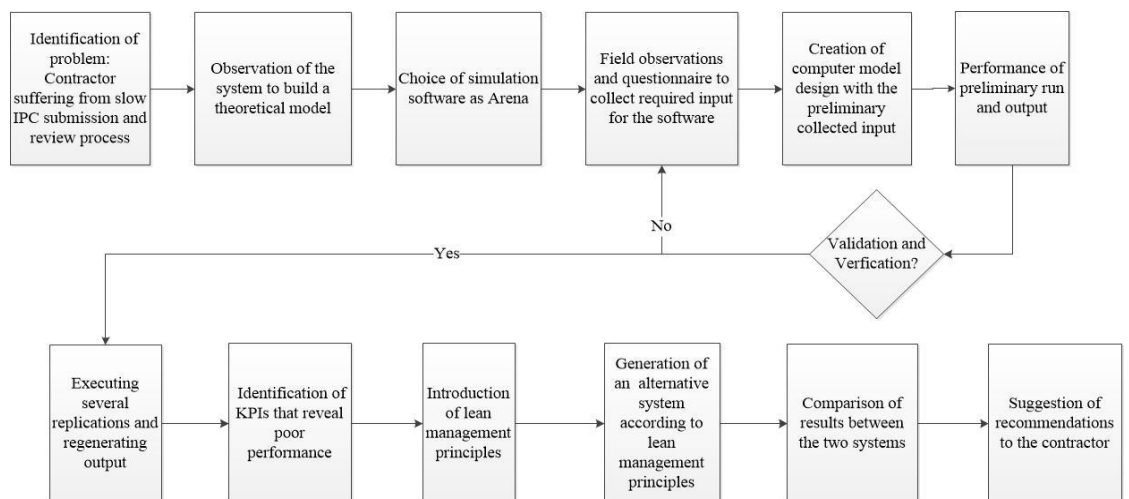 Identification of
problem:
Contractor
suffering from slow
IPC submission and
review process
Observation of the
system to build a
theoretical model
Choice of simulation
software as Arena
Field observations
and questionnaire to
collect required input
for the software
Creation of
computer model
design with the
preliminary
collected input
Performance of
preliminary run
and output
No
Yes
Validation and
Verfication?
Executing
several
replications and
regenerating
output
Identification of
KPIs that reveal
poor
performance
Introduction
of lean
management
principles
Generation of
an alternative
system
according to
lean
management
principles
Comparison of
results between
the two systems
Suggestion of
recommendations
to the contractor